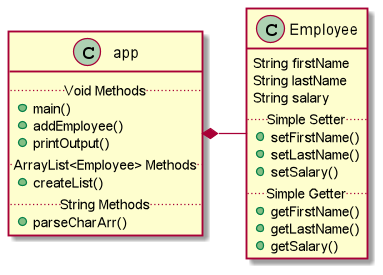 C app
Void Methods
main()
addEmployee()
printOutput()
ArrayList<Employee> Methods
createList()
String Methods
parseCharArr()
C Employee
String firstName
String lastName
String salary
Simple Setter
setFirstName()
setLastName()
setSalary()
Simple Getter
getFirstName()
getLastName()
getSalary()